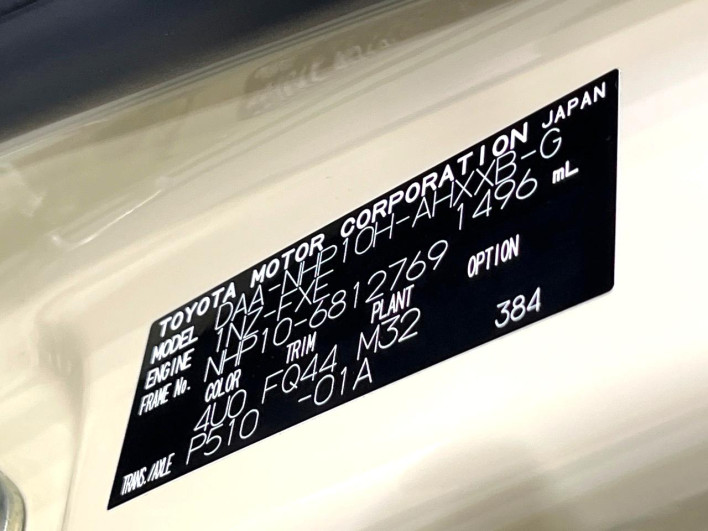 TOYOTA MOTOR CORPORATION JAPAN
MODEL DAA-NHP10H-AHXXB-G
ENGINE 1NZ-FXE 1496 mL
FRAME No. NHP10-6812769
COLOR TRIM PLANT OPTION
4U0 FQ44 M32 384
TRANS./AXLE P510 -01A